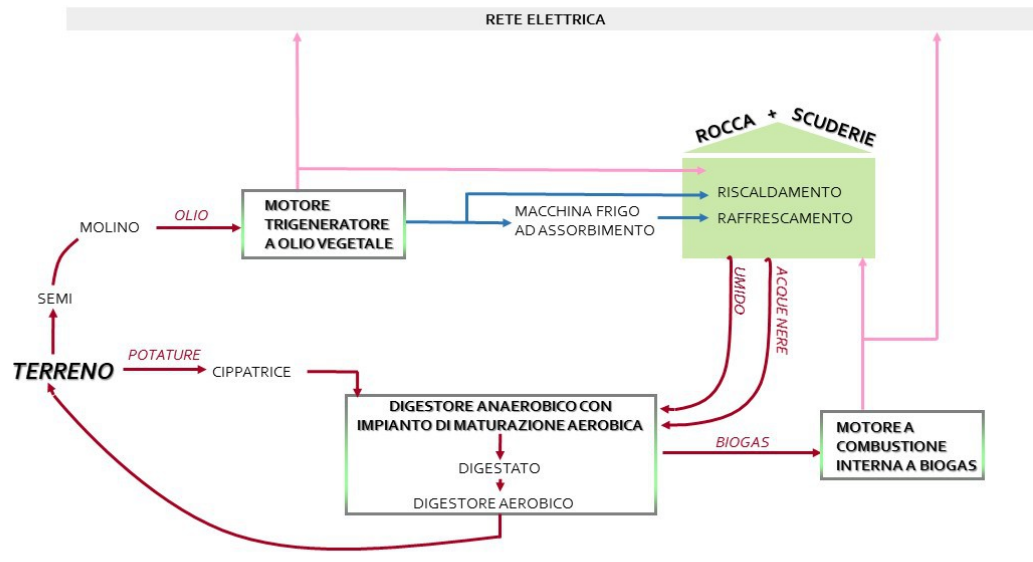 RETE ELETTRICA
ROCCA + SCUDERIE
RISCALDAMENTO
RAFFRESCAMENTO
MOTORE
TRIGENERATORE
A OLIO VEGETALE
MACCHINA FRIGO
AD ASSORBIMENTO
OLIO
MOLINO
SEMI
TERRENO
POTATURE
CIPPATRICE
UMIDO
ACQUE NERE
DIGESTORE ANAEROBICO CON
IMPIANTO DI MATURAZIONE AEROBICA
DIGESTATO
DIGESTORE AEROBICO
BIOGAS
MOTORE A
COMBUSTIONE
INTERNA A BIOGAS